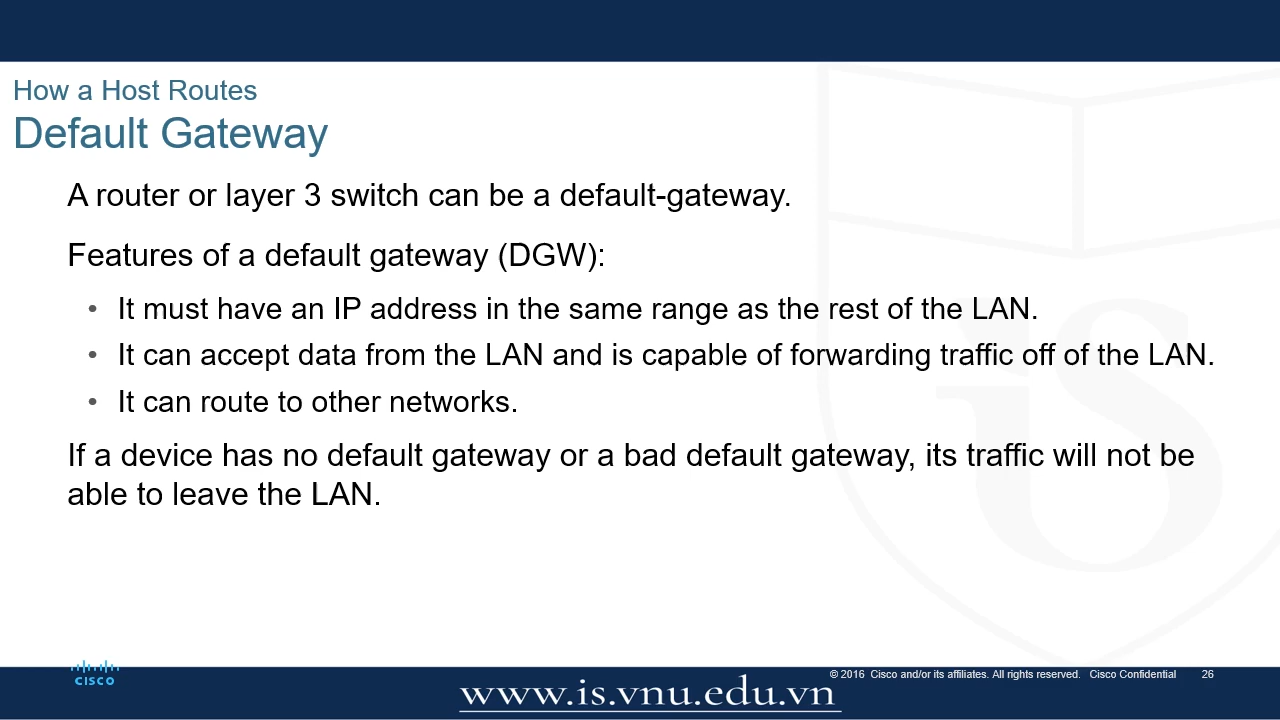 How a Host Routes
Default Gateway
A router or layer 3 switch can be a default-gateway.
Features of a default gateway (DGW):
• It must have an IP address in the same range as the rest of the LAN.
• It can accept data from the LAN and is capable of forwarding traffic off of the LAN.
• It can route to other networks.
If a device has no default gateway or a bad default gateway, its traffic will not be
able to leave the LAN.
iS
CISCO
© 2016 Cisco and/or its affiliates. All rights reserved. Cisco Confidential 26
www.is.vnu.edu.vn